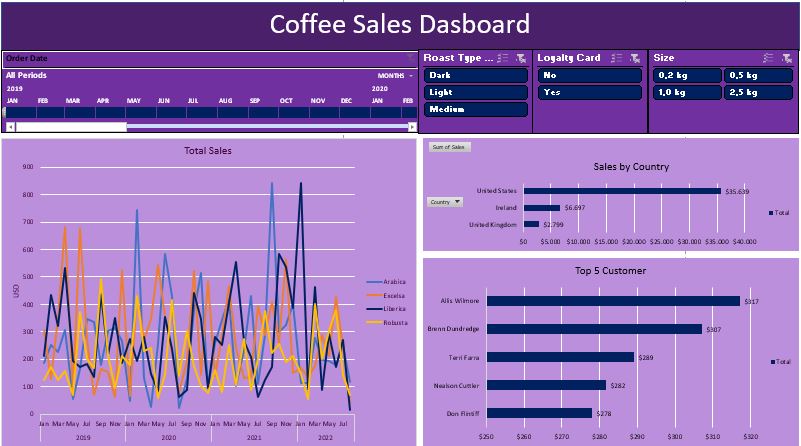 Coffee Sales Dasboard
Order Date
All Periods MONTHS
2019 2020
JAN FEB MAR APR MAY JUN JUL AUG SEP OCT NOV DEC JAN FEB
Roast Type ...
Dark
Light
Medium
Loyalty Card
No
Yes
Size
0,2 kg 0,5 kg
1,0 kg 2,5 kg
Total Sales
900
800
700
600
500
400
300
200
100
0
USD
Jan Mar May Jul Sep Nov Jan Mar May Jul Sep Nov Jan Mar May Jul Sep Nov Jan Mar May Jul
2019 2020 2021 2022
Arabica
Excelsa
Liberica
Robusta
Sum of Sales
Sales by Country
Country
United States $35.639
Ireland $6.697
United Kingdom $2.799
$0 $5.000 $10.000 $15.000 $20.000 $25.000 $30.000 $35.000 $40.000
Total
Top 5 Customer
Allis Wilmore $317
Brenn Dundredge $307
Terri Farra $289
Nealson Cuttler $282
Don Flintiff $278
$250 $260 $270 $280 $290 $300 $310 $320
Total